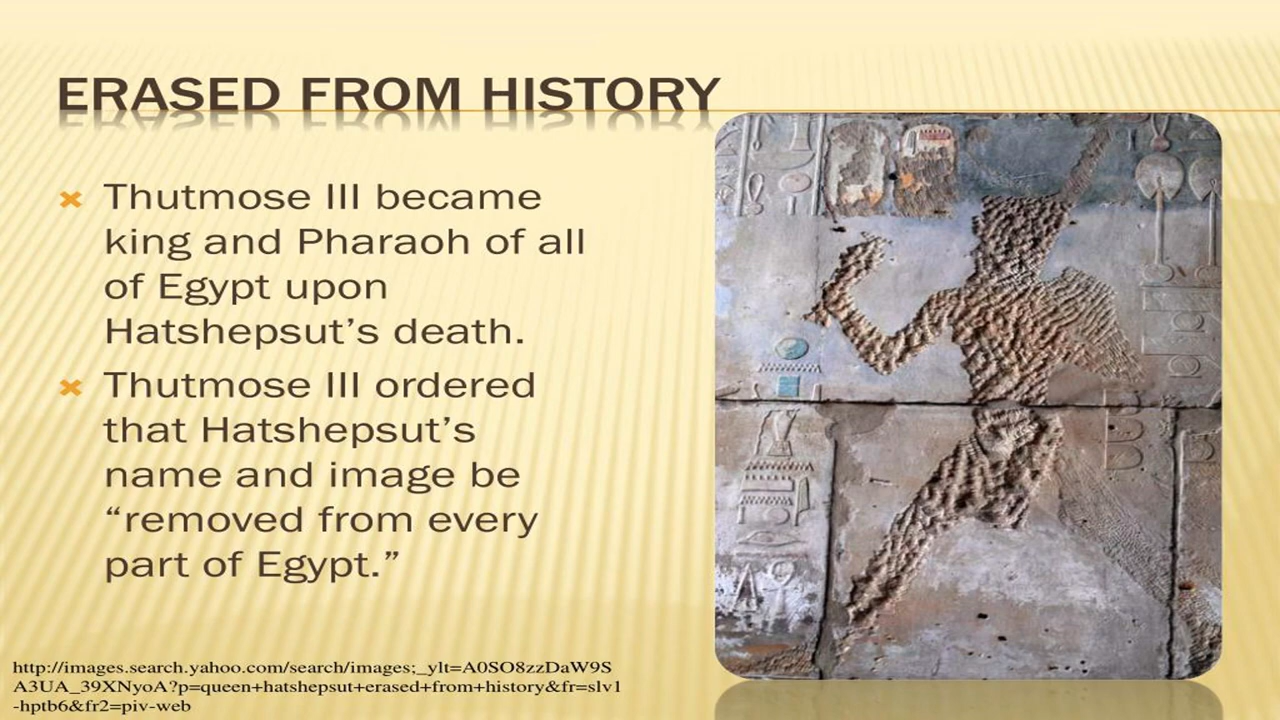 ERASED FROM HISTORY
Thutmose III became
king and Pharaoh of all
of Egypt upon
Hatshepsut’s death.
Thutmose III ordered
that Hatshepsut’s
name and image be
“removed from every
part of Egypt.”
http://images.search.yahoo.com/search/images;_ylt=A0SO8zzDaW9S
A3UA_39XNyoA?p=queen+hatshepsut+erased+from+history&fr=slv1
-hptb6&fr2=piv-web